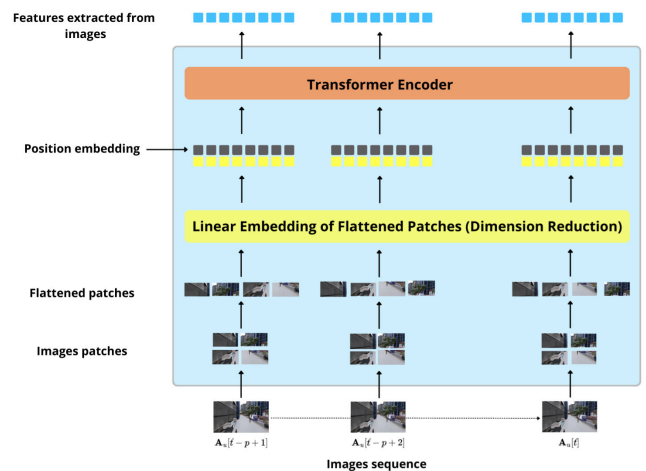 Features extracted from
images
Transformer Encoder
Position embedding
Linear Embedding of Flattened Patches (Dimension Reduction)
Flattened patches
Images patches
A_u[t − p + 1]
A_u[t − p + 2]
A_u[t]
Images sequence